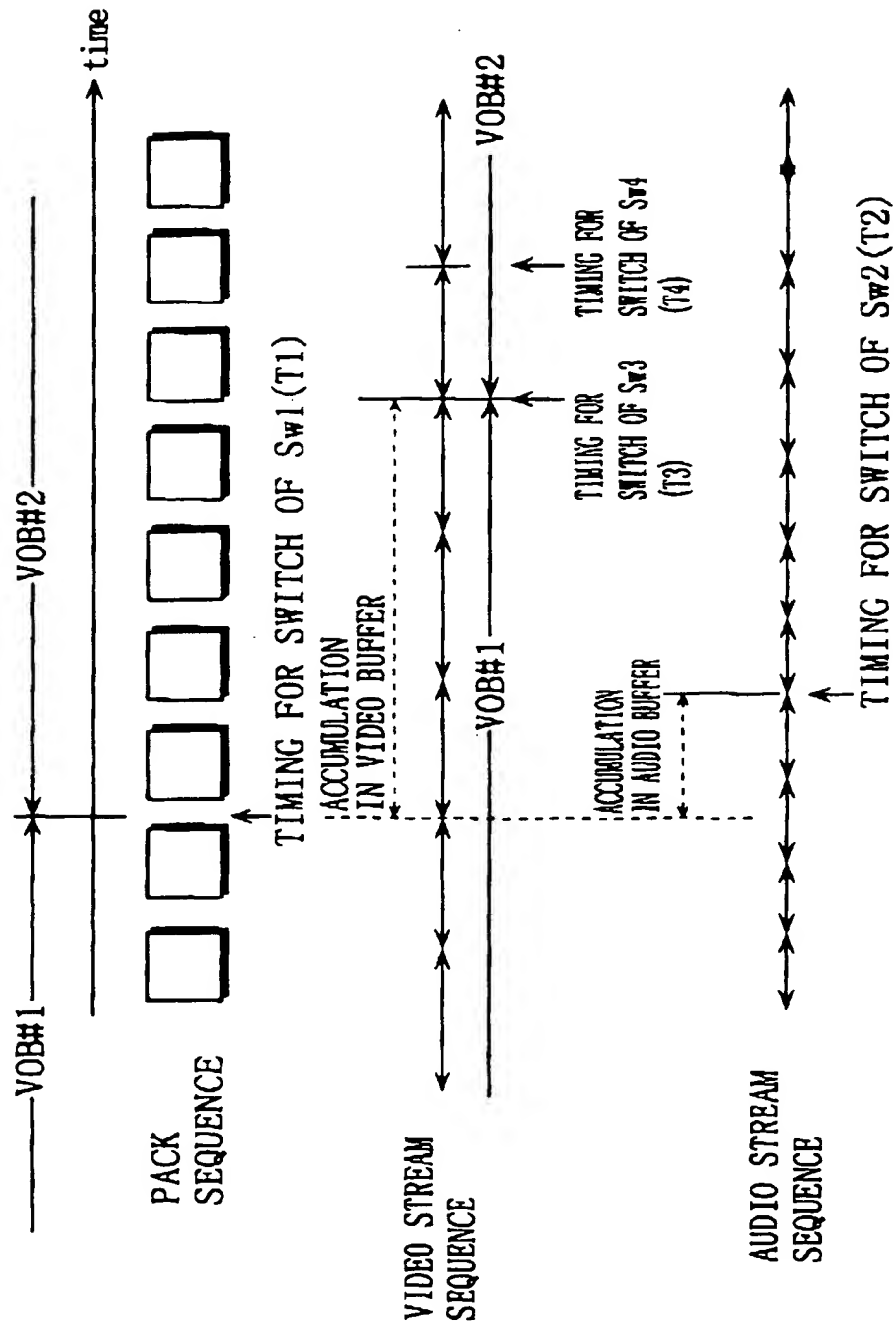 VOB#1
VOB#2
time
PACK
SEQUENCE
TIMING FOR SWITCH OF Sw1(T1)
ACCUMULATION
IN VIDEO BUFFER
VIDEO STREAM
SEQUENCE
VOB#1
VOB#2
TIMING FOR
SWITCH OF Sw3
(T3)
TIMING FOR
SWITCH OF Sw4
(T4)
ACCUMULATION
IN AUDIO BUFFER
AUDIO STREAM
SEQUENCE
TIMING FOR SWITCH OF Sw2(T2)